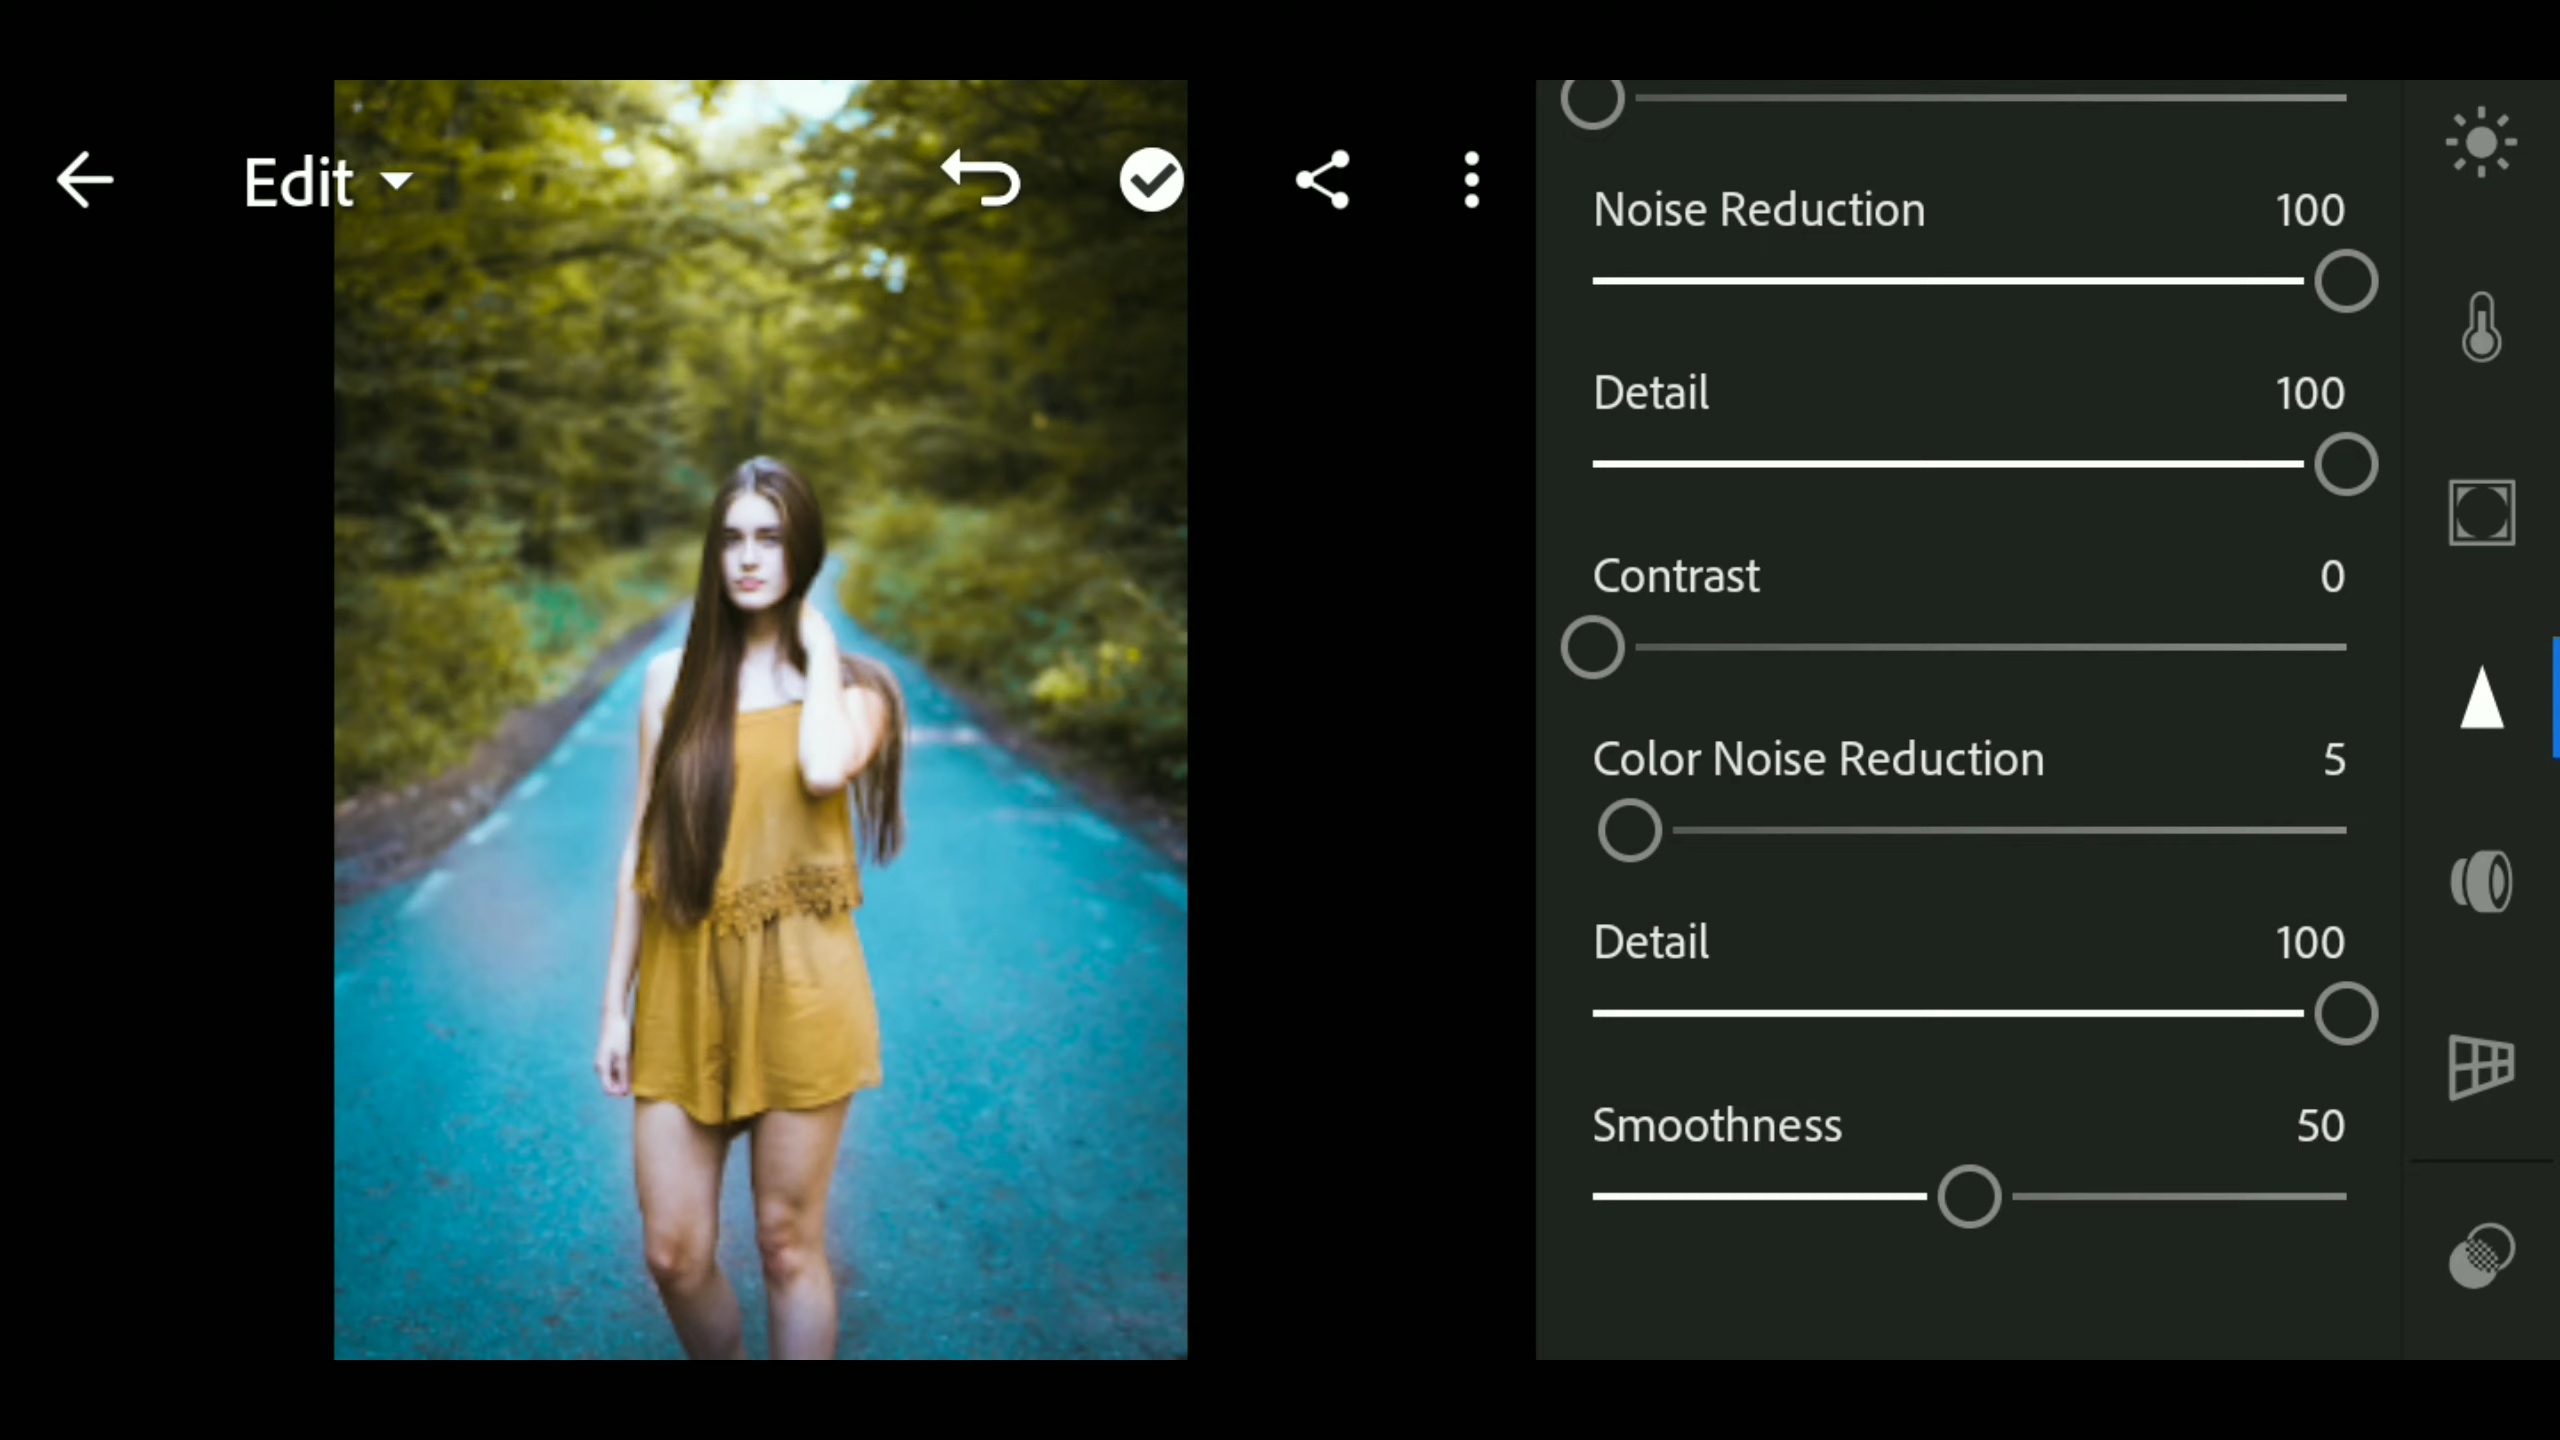 Edit
Noise Reduction 100
Detail 100
Contrast 0
Color Noise Reduction 5
Detail 100
Smoothness 50